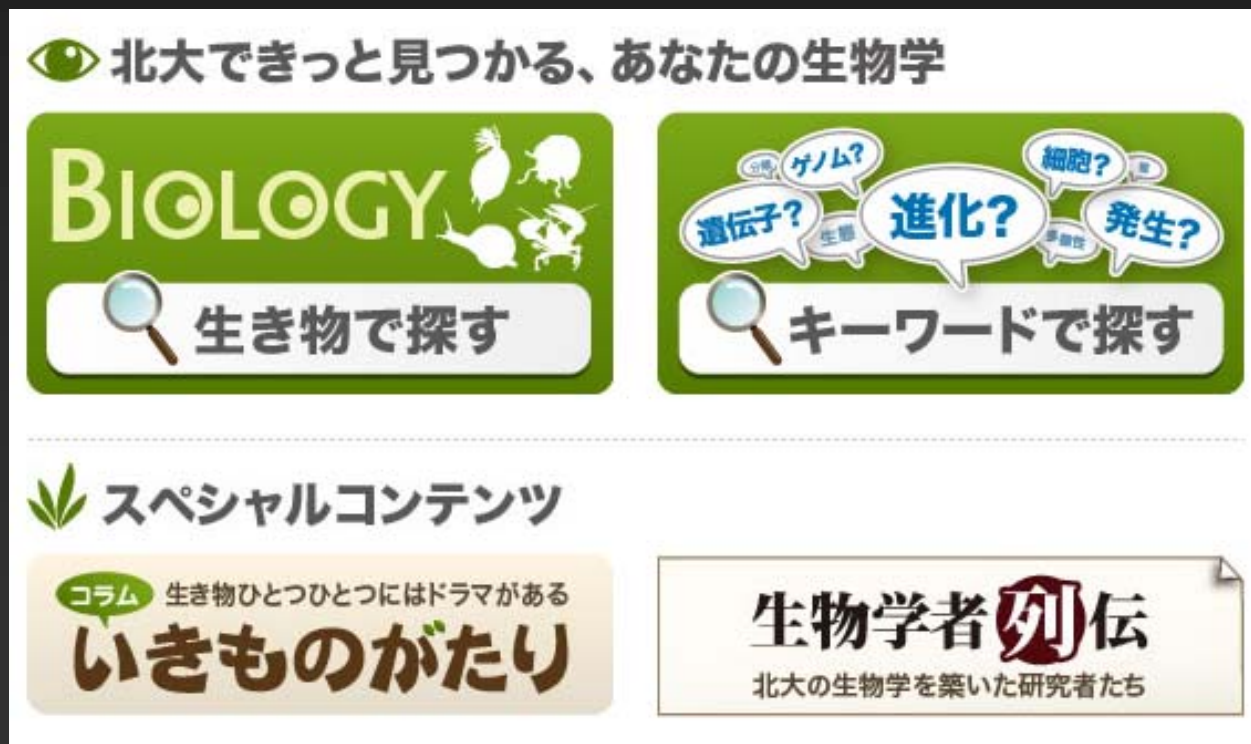 北大できっと見つかる、あなたの生物学
BIOLOGY
生き物で探す
ゲノム?
細胞?
遺伝子?
進化?
発生?
生態
多様性
キーワードで探す
スペシャルコンテンツ
コラム 生き物ひとつひとつにはドラマがある
いきものがたり
生物学者列伝
北大の生物学を築いた研究者たち